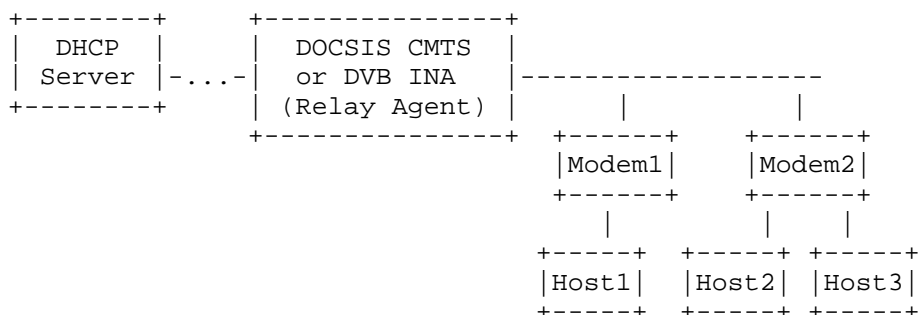 DHCP DOCSIS CMTS
Server -...- or DVB INA
(Relay Agent)
Modem1 Modem2
Host1 Host2 Host3